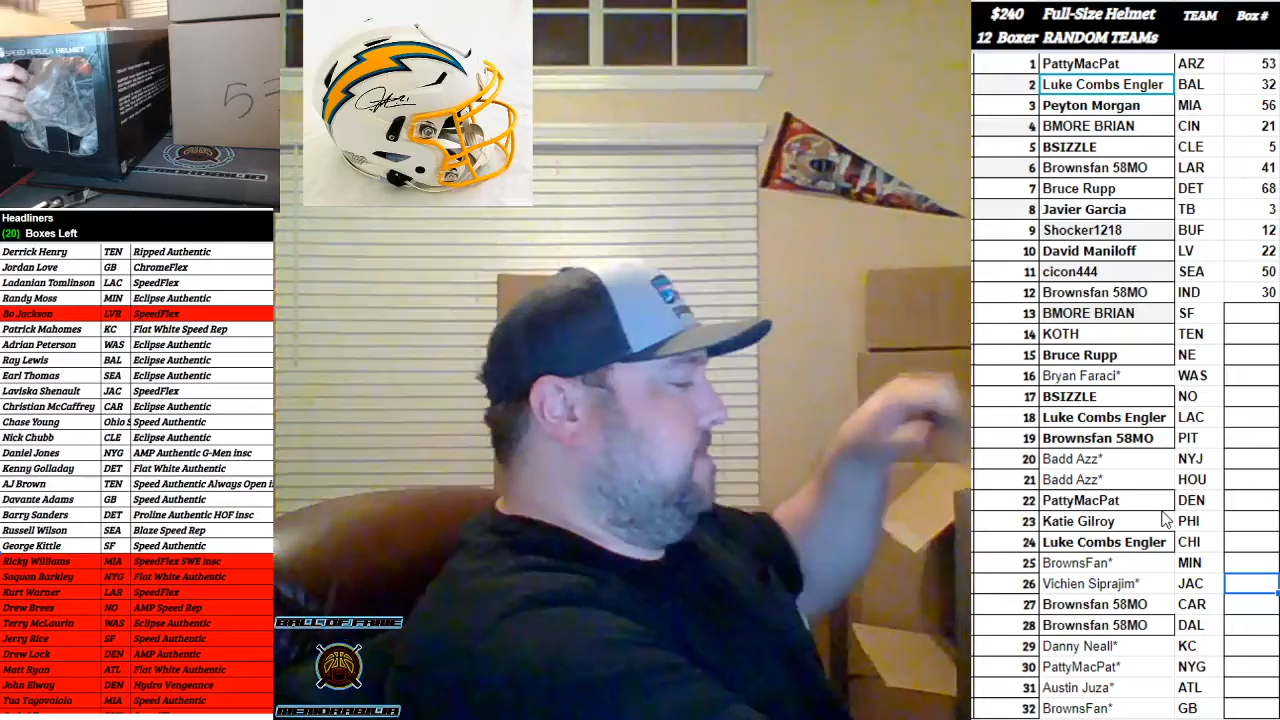 SPEED REPLICA HELMET
53
Headliners
(20) Boxes Left
Derrick Henry TEN Ripped Authentic
Jordan Love GB ChromeFlex
Ladanian Tomlinson LAC SpeedFlex
Randy Moss MIN Eclipse Authentic
Bo Jackson LVR SpeedFlex
Patrick Mahomes KC Flat White Speed Rep
Adrian Peterson WAS Eclipse Authentic
Ray Lewis BAL Eclipse Authentic
Earl Thomas SEA Eclipse Authentic
Laviska Shenault JAC SpeedFlex
Christian McCaffrey CAR Eclipse Authentic
Chase Young Ohio S Speed Authentic
Nick Chubb CLE Eclipse Authentic
Daniel Jones NYG AMP Authentic G-Men insc
Kenny Golladay DET Flat White Authentic
AJ Brown TEN Speed Authentic Always Open i
Davante Adams GB Speed Authentic
Barry Sanders DET Proline Authentic HOF insc
Russell Wilson SEA Blaze Speed Rep
George Kittle SF Speed Authentic
Ricky Williams MIA SpeedFlex SWE insc
Saquon Barkley NYG Flat White Authentic
Kurt Warner LAR SpeedFlex
Drew Brees NO AMP Speed Rep
Terry McLaurin WAS Eclipse Authentic
Jerry Rice SF Speed Authentic
Drew Lock DEN AMP Authentic
Matt Ryan ATL Flat White Authentic
John Elway DEN Hydro Vengeance
Tua Tagovaiola MIA Speed Authentic
BALL OF FAME
MEMORABILIA
$240 Full-Size Helmet TEAM Box #
12 Boxer RANDOM TEAMs
1 PattyMacPat ARZ 53
2 Luke Combs Engler BAL 32
3 Peyton Morgan MIA 56
4 BMORE BRIAN CIN 21
5 BSIZZLE CLE 5
6 Brownsfan 58MO LAR 41
7 Bruce Rupp DET 68
8 Javier Garcia TB 3
9 Shocker1218 BUF 12
10 David Maniloff LV 22
11 cicon444 SEA 50
12 Brownsfan 58MO IND 30
13 BMORE BRIAN SF
14 KOTH TEN
15 Bruce Rupp NE
16 Bryan Faraci* WAS
17 BSIZZLE NO
18 Luke Combs Engler LAC
19 Brownsfan 58MO PIT
20 Badd Azz* NYJ
21 Badd Azz* HOU
22 PattyMacPat DEN
23 Katie Gilroy PHI
24 Luke Combs Engler CHI
25 BrownsFan* MIN
26 Vichien Siprajim* JAC
27 Brownsfan 58MO CAR
28 Brownsfan 58MO DAL
29 Danny Neall* KC
30 PattyMacPat* NYG
31 Austin Juza* ATL
32 BrownsFan* GB